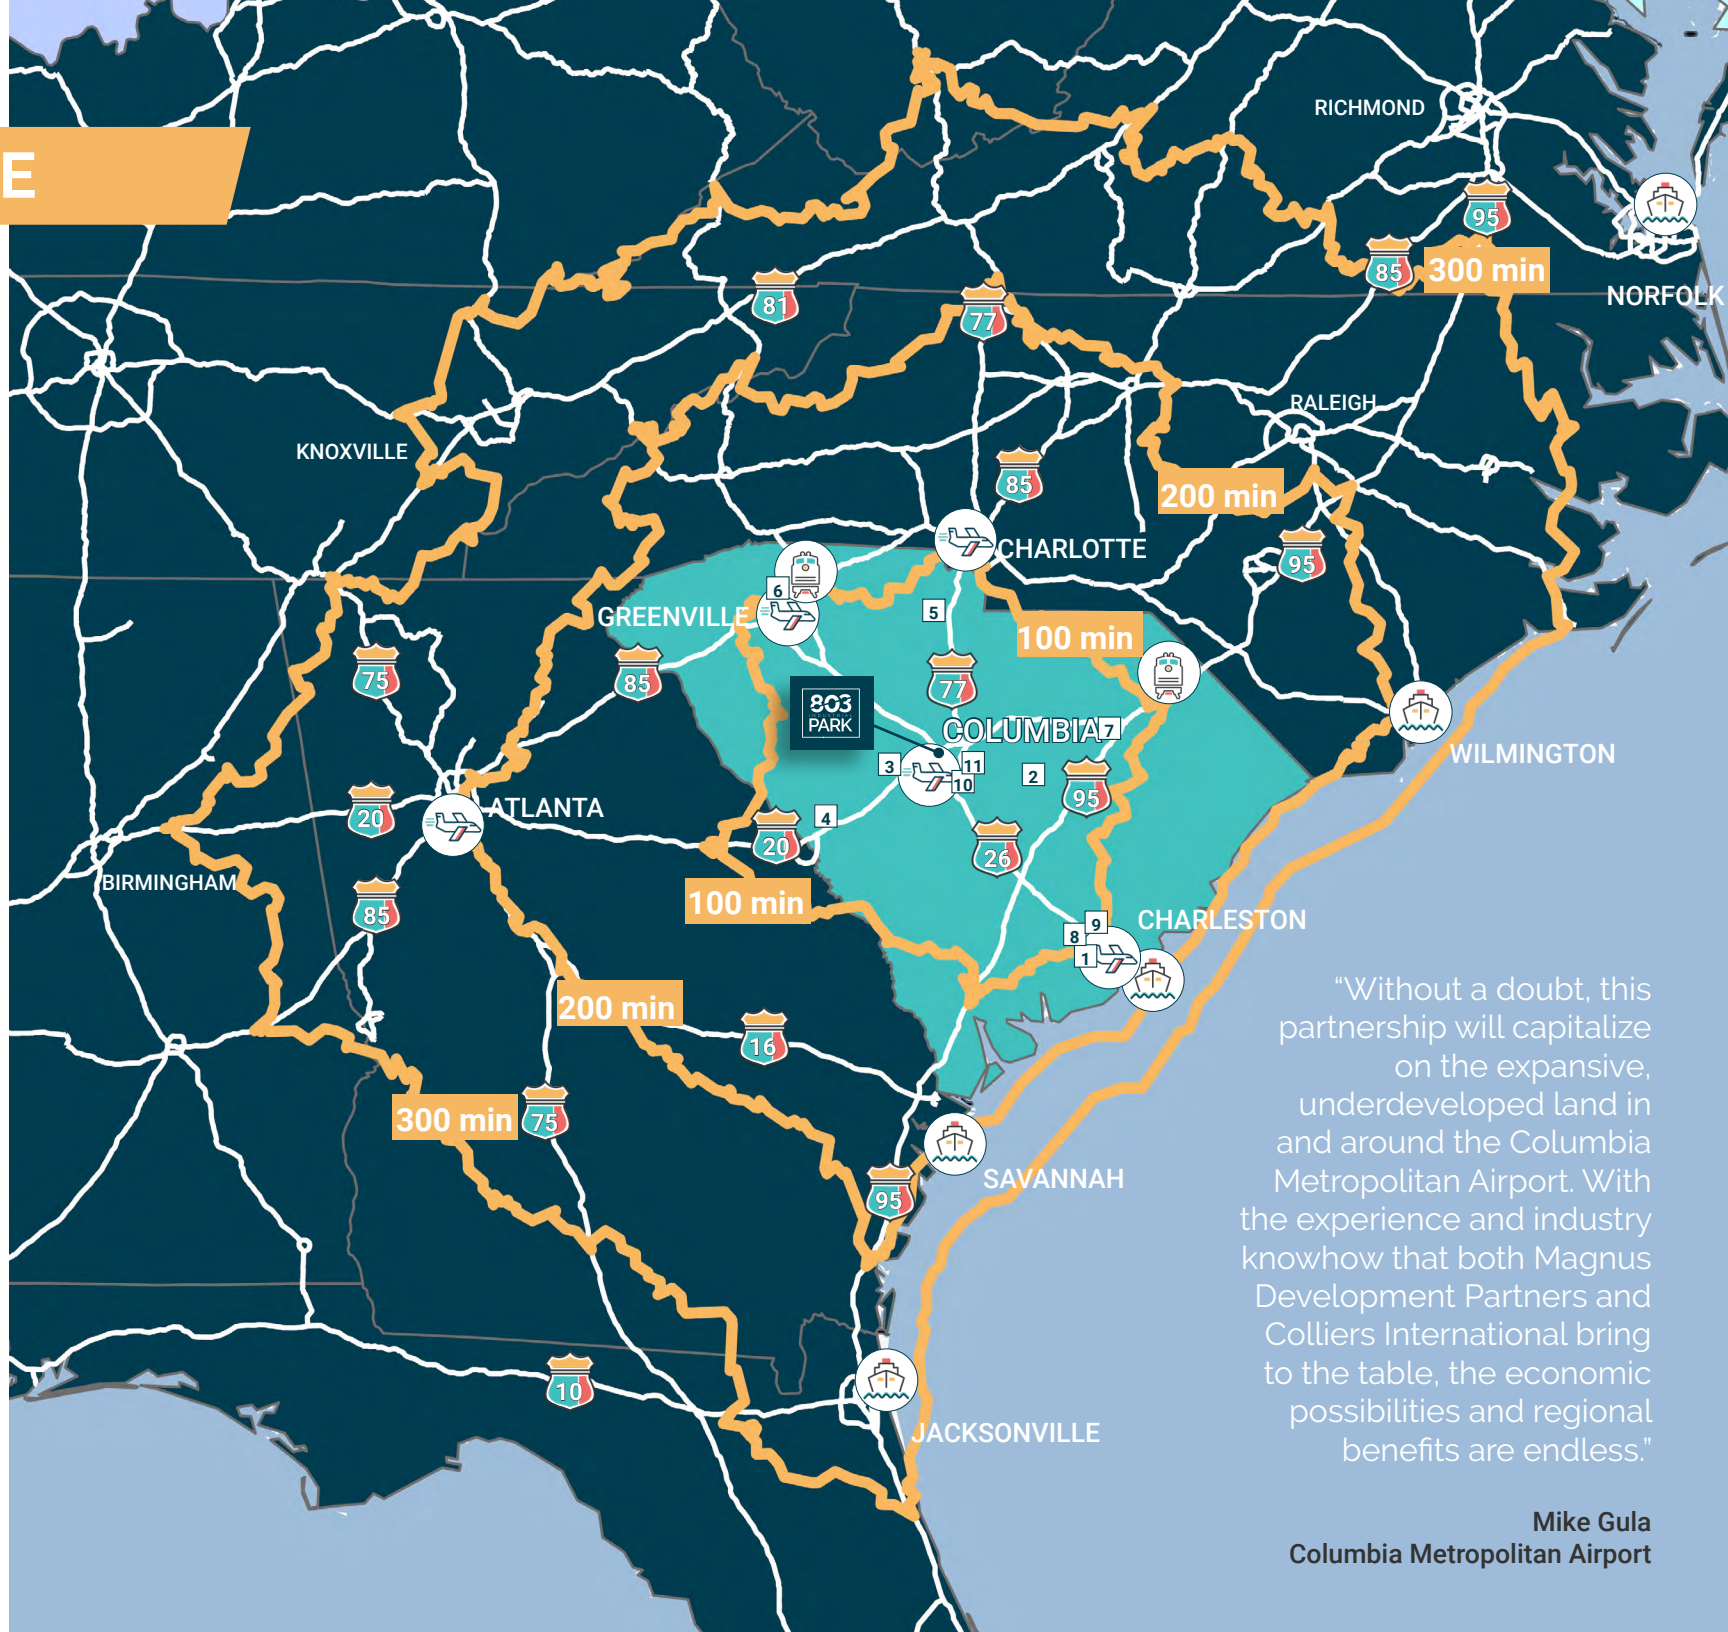 E
RICHMOND
95
85
300 min
NORFOLK
81
77
RALEIGH
KNOXVILLE
85
200 min
CHARLOTTE
95
6
GREENVILLE
5
100 min
75
85
77
803
INDUSTRIAL
PARK
COLUMBIA
7
WILMINGTON
3
11
10
2
95
ATLANTA
20
4
20
26
BIRMINGHAM
85
100 min
9
CHARLESTON
8
1
200 min
16
300 min
75
SAVANNAH
95
10
JACKSONVILLE
“Without a doubt, this
partnership will capitalize
on the expansive,
underdeveloped land in
and around the Columbia
Metropolitan Airport. With
the experience and industry
knowhow that both Magnus
Development Partners and
Colliers International bring
to the table, the economic
possibilities and regional
benefits are endless.”
Mike Gula
Columbia Metropolitan Airport